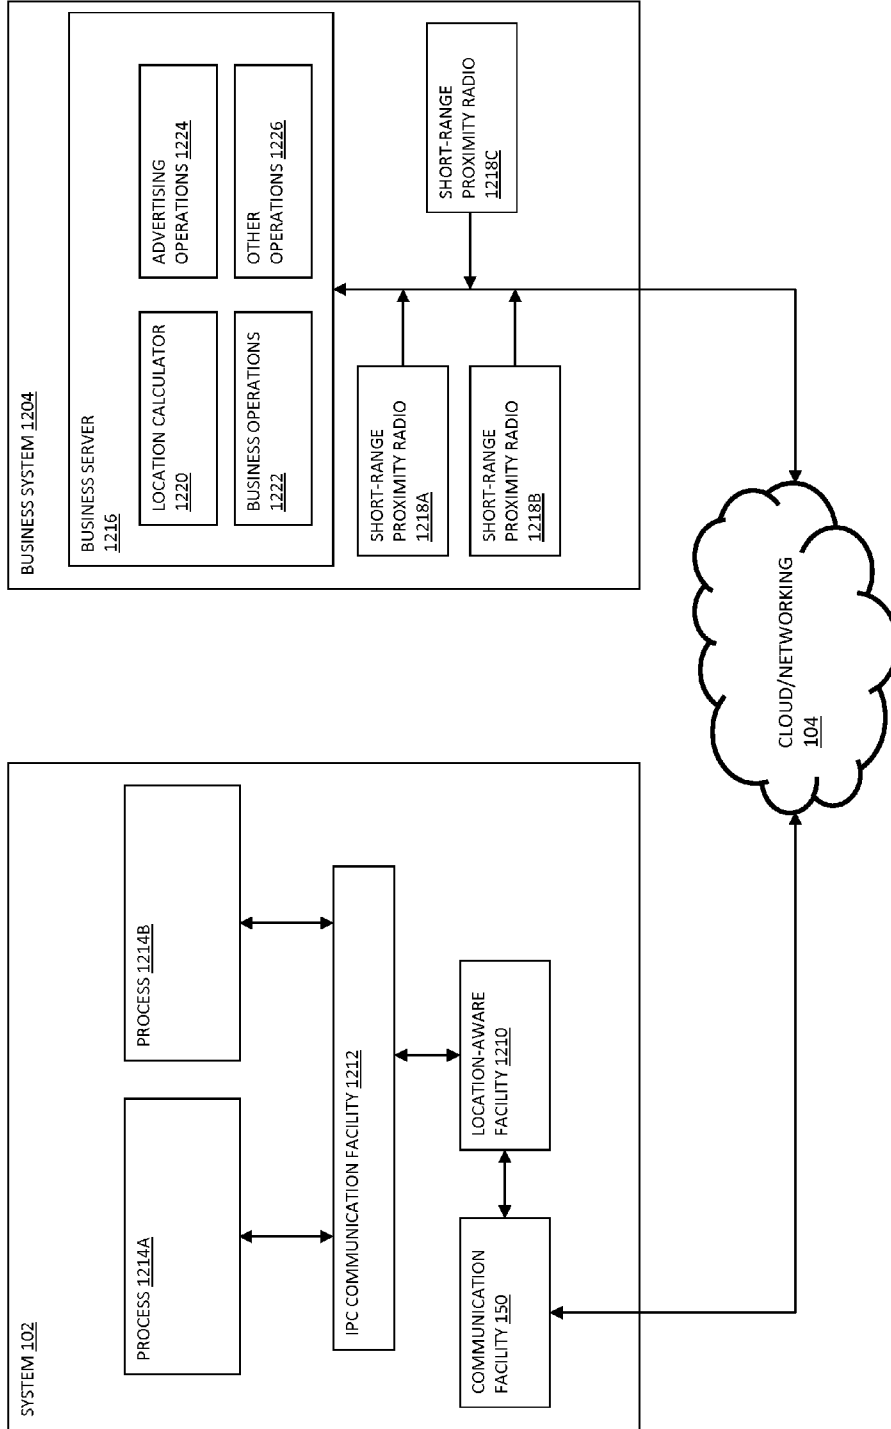 SYSTEM 102
PROCESS 1214A
PROCESS 1214B
IPC COMMUNICATION FACILITY 1212
COMMUNICATION
FACILITY 150
LOCATION-AWARE
FACILITY 1210
BUSINESS SYSTEM 1204
BUSINESS SERVER
1216
LOCATION CALCULATOR
1220
ADVERTISING
OPERATIONS 1224
BUSINESS OPERATIONS
1222
OTHER
OPERATIONS 1226
SHORT-RANGE
PROXIMITY RADIO
1218A
SHORT-RANGE
PROXIMITY RADIO
1218B
SHORT-RANGE
PROXIMITY RADIO
1218C
CLOUD/NETWORKING
104